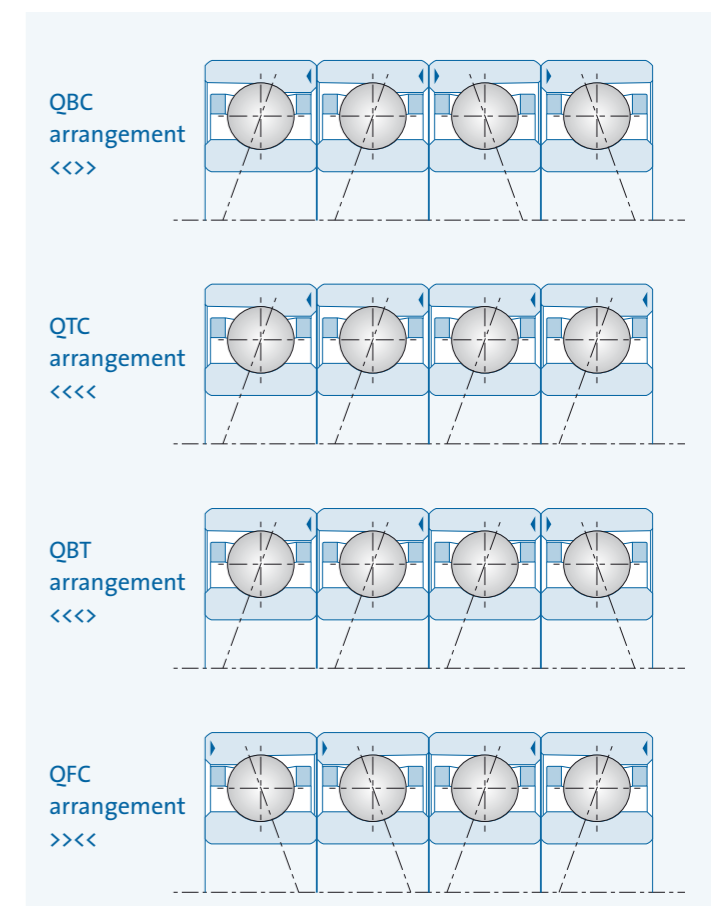 QBC
arrangement
<<>>
QTC
arrangement
<<<<
QBT
arrangement
<<<>
QFC
arrangement
>><<